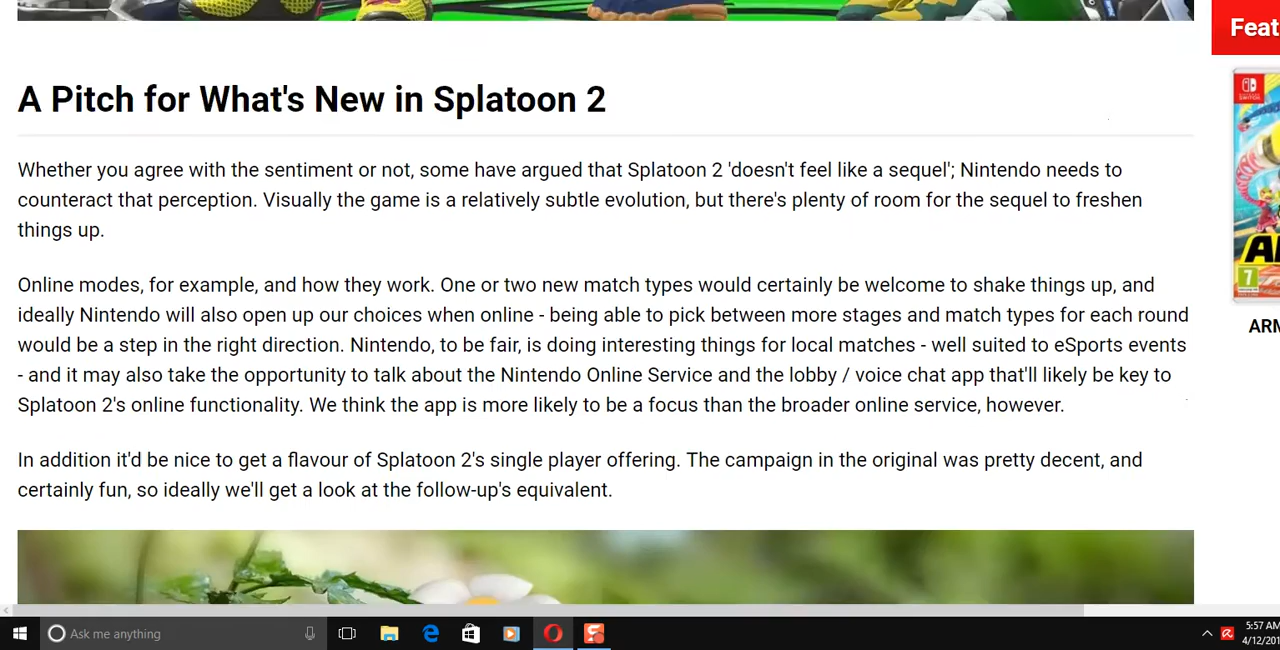 Feat
A Pitch for What's New in Splatoon 2
Whether you agree with the sentiment or not, some have argued that Splatoon 2 'doesn't feel like a sequel'; Nintendo needs to
counteract that perception. Visually the game is a relatively subtle evolution, but there's plenty of room for the sequel to freshen
things up.
Online modes, for example, and how they work. One or two new match types would certainly be welcome to shake things up, and
ideally Nintendo will also open up our choices when online - being able to pick between more stages and match types for each round
would be a step in the right direction. Nintendo, to be fair, is doing interesting things for local matches - well suited to eSports events
- and it may also take the opportunity to talk about the Nintendo Online Service and the lobby / voice chat app that'll likely be key to
Splatoon 2's online functionality. We think the app is more likely to be a focus than the broader online service, however.
In addition it'd be nice to get a flavour of Splatoon 2's single player offering. The campaign in the original was pretty decent, and
certainly fun, so ideally we'll get a look at the follow-up's equivalent.
7
ARM
Ask me anything
5:57 AM
4/12/201